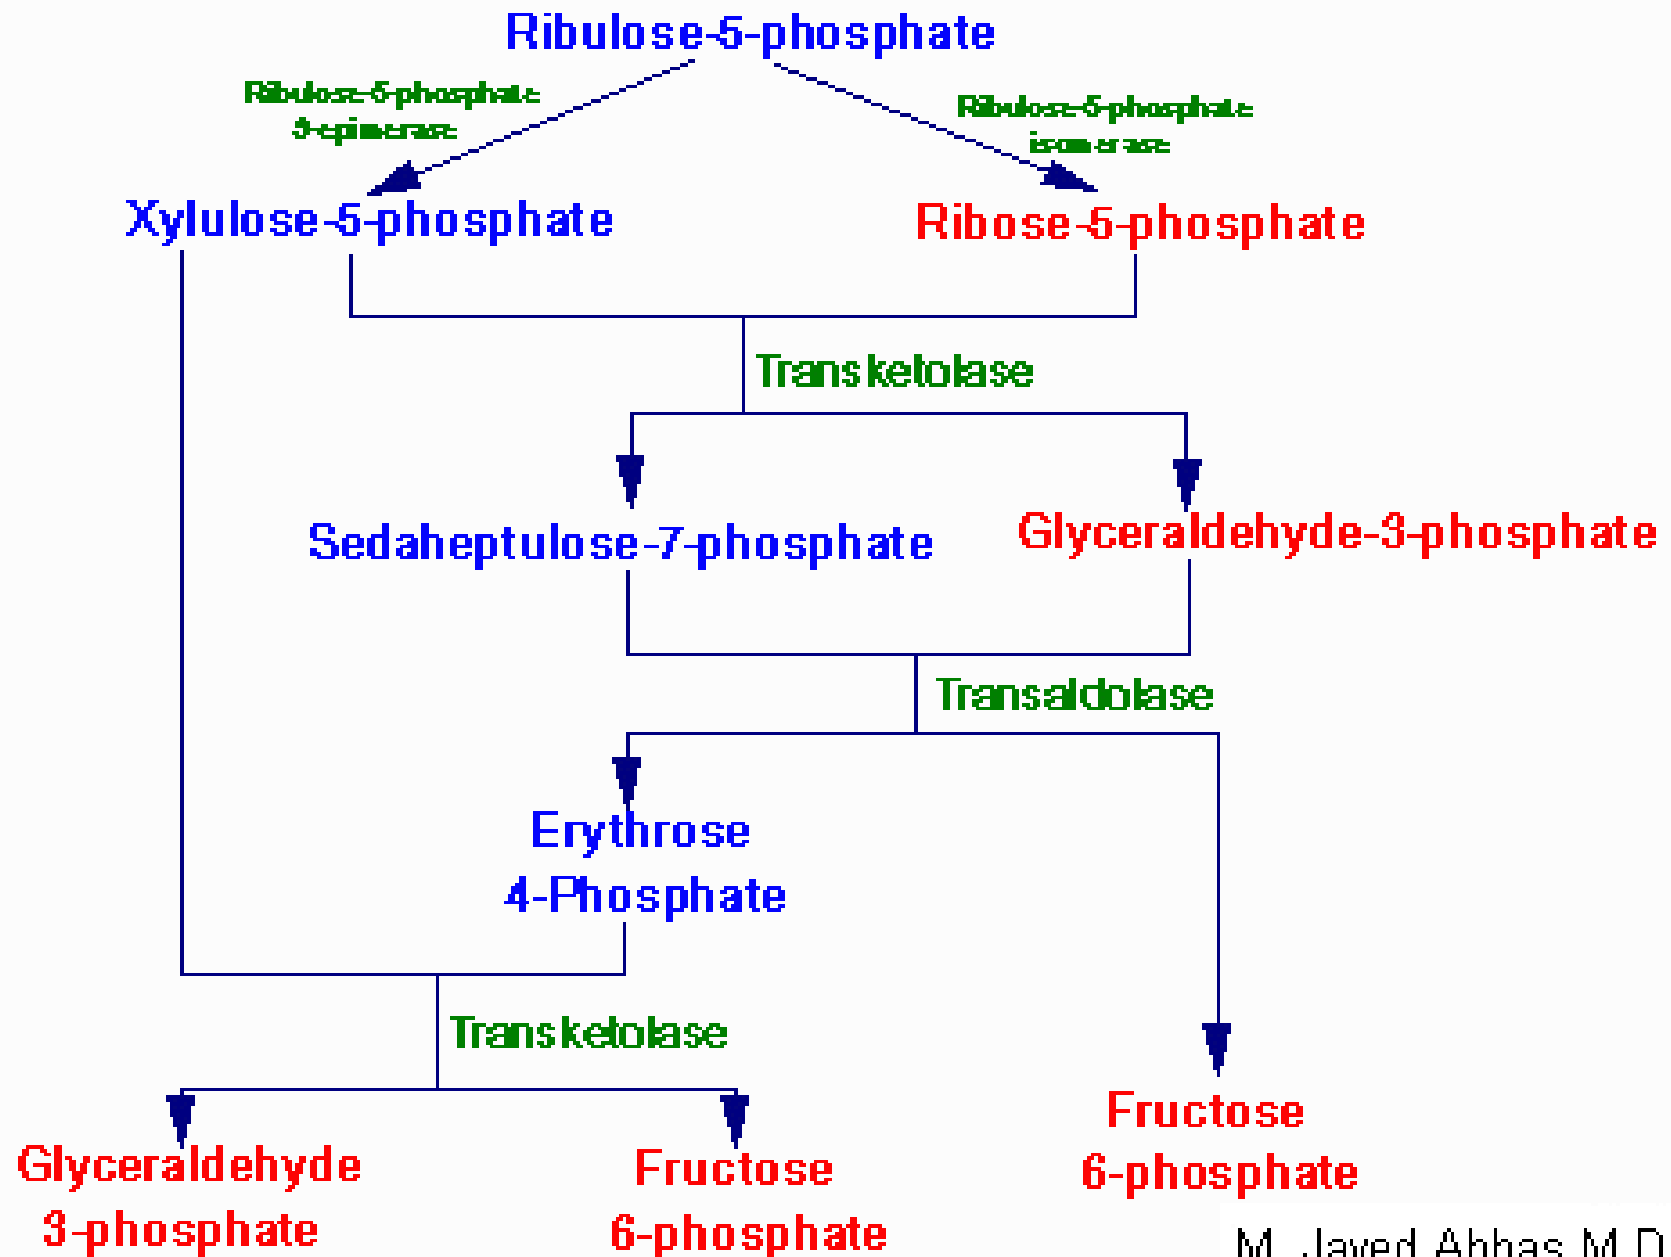 Ribulose-5-phosphate
Ribulose-5-phosphate
3-epimerase
Ribulose-5-phosphate
isomerase
Xylulose-5-phosphate
Ribose-5-phosphate
Transketolase
Sedaheptulose-7-phosphate
Glyceraldehyde-3-phosphate
Transaldolase
Erythrose
4-Phosphate
Transketolase
Fructose
6-phosphate
Glyceraldehyde
3-phosphate
Fructose
6-phosphate
M. Javed Abbas M.D